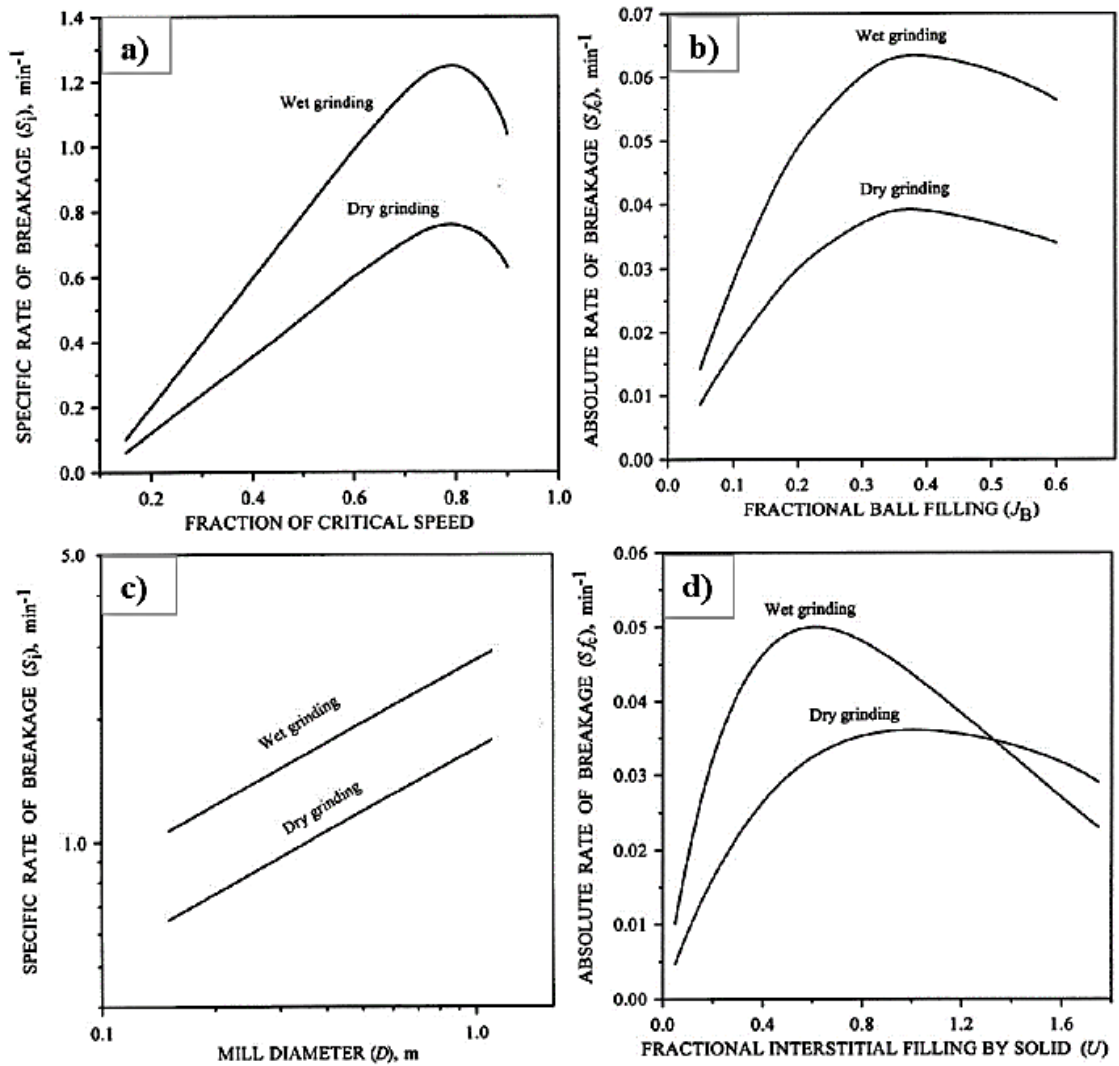 a)
SPECIFIC RATE OF BREAKAGE (Si), min-1
1.4
1.2
1.0
0.8
0.6
0.4
0.2
0.0
Wet grinding
Dry grinding
0.2 0.4 0.6 0.8 1.0
FRACTION OF CRITICAL SPEED
b)
ABSOLUTE RATE OF BREAKAGE (Sfc), min-1
0.07
0.06
0.05
0.04
0.03
0.02
0.01
0.00
Wet grinding
Dry grinding
0.0 0.1 0.2 0.3 0.4 0.5 0.6
FRACTIONAL BALL FILLING (JB)
c)
SPECIFIC RATE OF BREAKAGE (Si), min-1
5.0
1.0
Wet grinding
Dry grinding
0.1 1.0
MILL DIAMETER (D), m
d)
ABSOLUTE RATE OF BREAKAGE (Sfc), min-1
0.06
0.05
0.04
0.03
0.02
0.01
0.00
Wet grinding
Dry grinding
0.0 0.4 0.8 1.2 1.6
FRACTIONAL INTERSTITIAL FILLING BY SOLID (U)